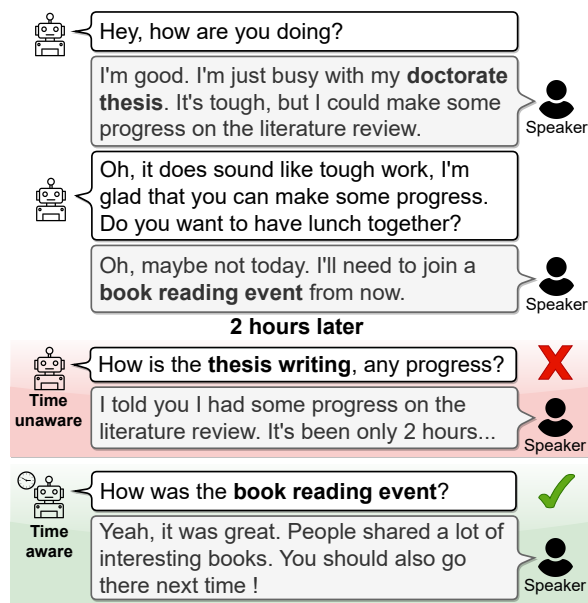 Hey, how are you doing?
I'm good. I'm just busy with my doctorate
thesis. It's tough, but I could make some
progress on the literature review.
Speaker
Oh, it does sound like tough work, I'm
glad that you can make some progress.
Do you want to have lunch together?
Oh, maybe not today. I'll need to join a
book reading event from now.
Speaker
2 hours later
How is the thesis writing, any progress?
Time
unaware
I told you I had some progress on the
literature review. It's been only 2 hours...
Speaker
How was the book reading event?
Time
aware
Yeah, it was great. People shared a lot of
interesting books. You should also go
there next time !
Speaker